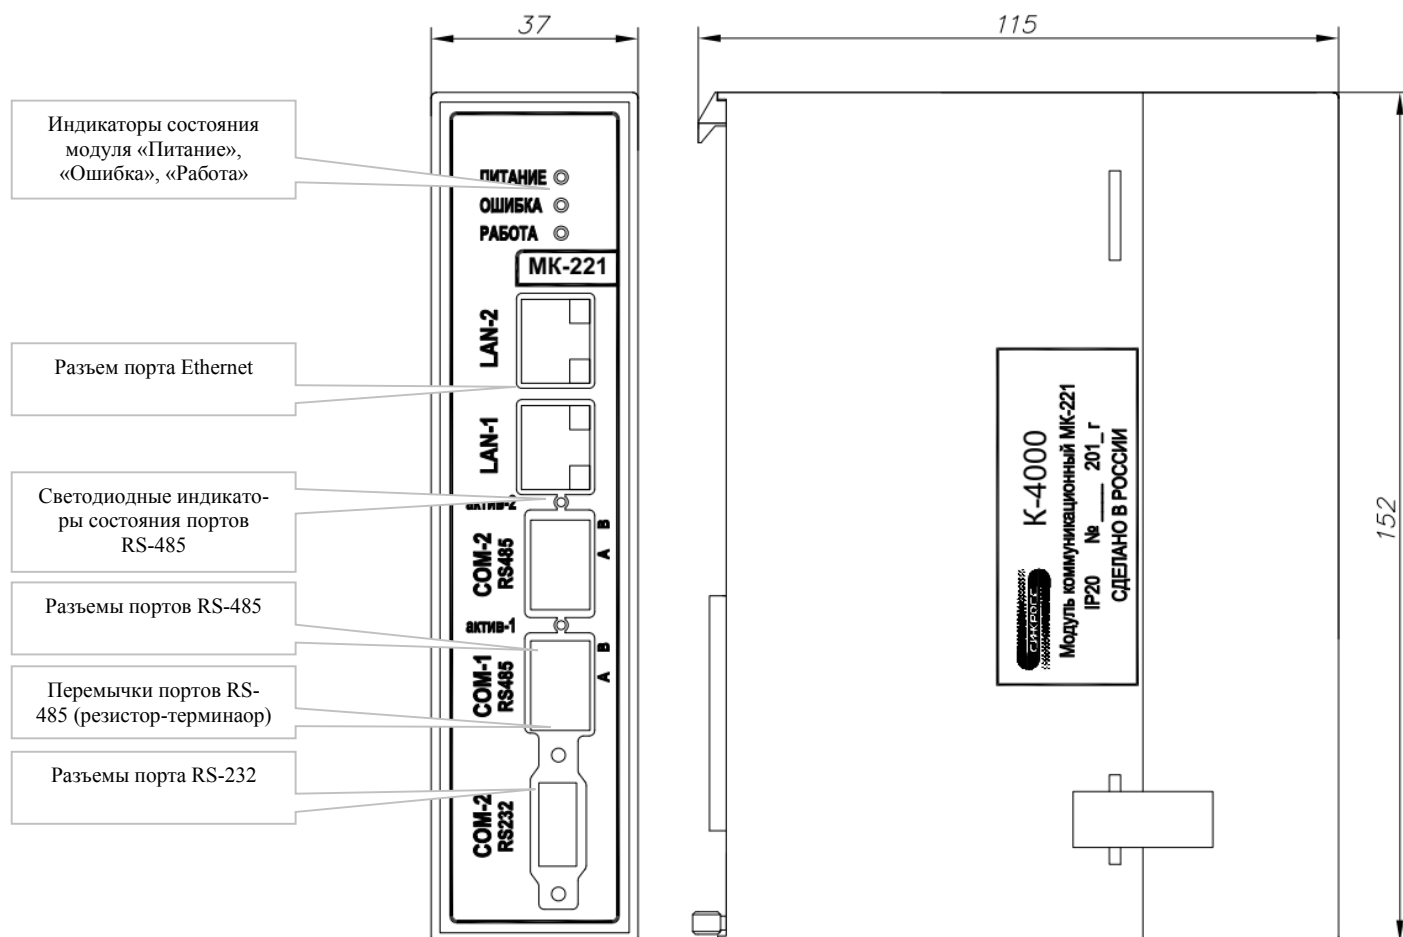 37
115
Индикаторы состояния
модуля «Питание»,
«Ошибка», «Работа»
ПИТАНИЕ
ОШИБКА
РАБОТА
МК-221
LAN-2
Разъем порта Ethernet
LAN-1
Светодиодные индикато-
ры состояния портов
RS-485
актив-2
COM-2
RS485
B
A
Разъемы портов RS-485
актив-1
COM-1
RS485
B
A
Перемычки портов RS-
485 (резистор-терминаор)
Разъемы порта RS-232
COM-2
RS232
К-4000
Модуль коммуникационный МК-221
IP20 № ____ 201_г
СДЕЛАНО В РОССИИ
152